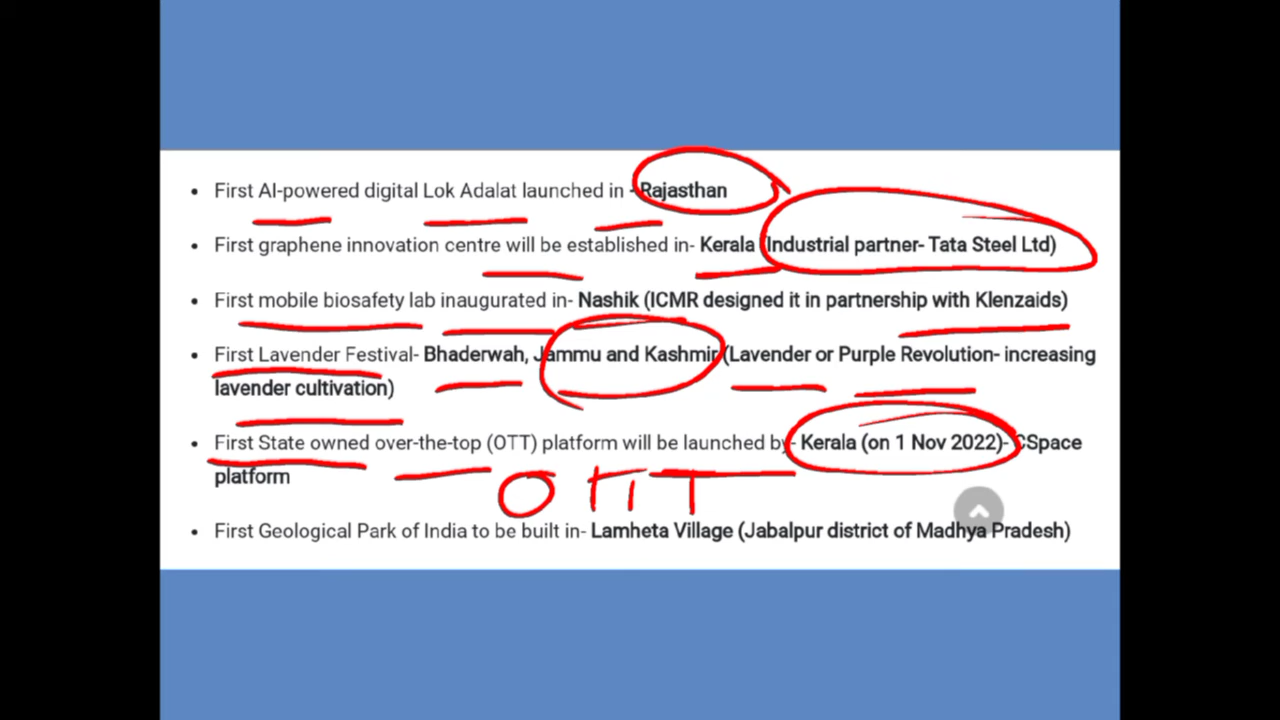 First AI-powered digital Lok Adalat launched in - Rajasthan
First graphene innovation centre will be established in- Kerala (Industrial partner- Tata Steel Ltd)
First mobile biosafety lab inaugurated in- Nashik (ICMR designed it in partnership with Klenzaids)
First Lavender Festival- Bhaderwah, Jammu and Kashmir (Lavender or Purple Revolution- increasing
lavender cultivation)
First State owned over-the-top (OTT) platform will be launched by- Kerala (on 1 Nov 2022)- CSpace
platform
O T T
First Geological Park of India to be built in- Lamheta Village (Jabalpur district of Madhya Pradesh)